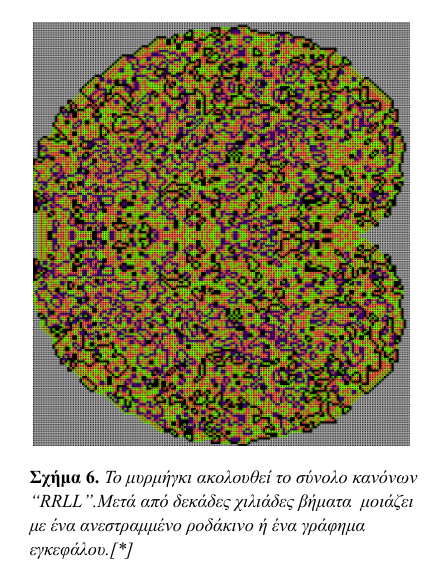 Σχήμα 6. Το μυρμήγκι ακολουθεί το σύνολο κανόνων
“RRLL”.Μετά από δεκάδες χιλιάδες βήματα μοιάζει
με ένα ανεστραμμένο ροδάκινο ή ένα γράφημα
εγκεφάλου.[*]